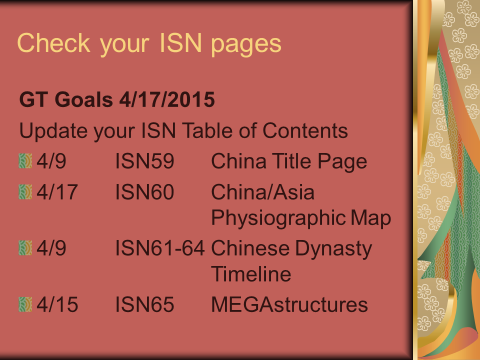 Check your ISN pages
GT Goals 4/17/2015
Update your ISN Table of Contents
4/9 ISN59 China Title Page
4/17 ISN60 China/Asia
Physiographic Map
4/9 ISN61-64 Chinese Dynasty
Timeline
4/15 ISN65 MEGAstructures